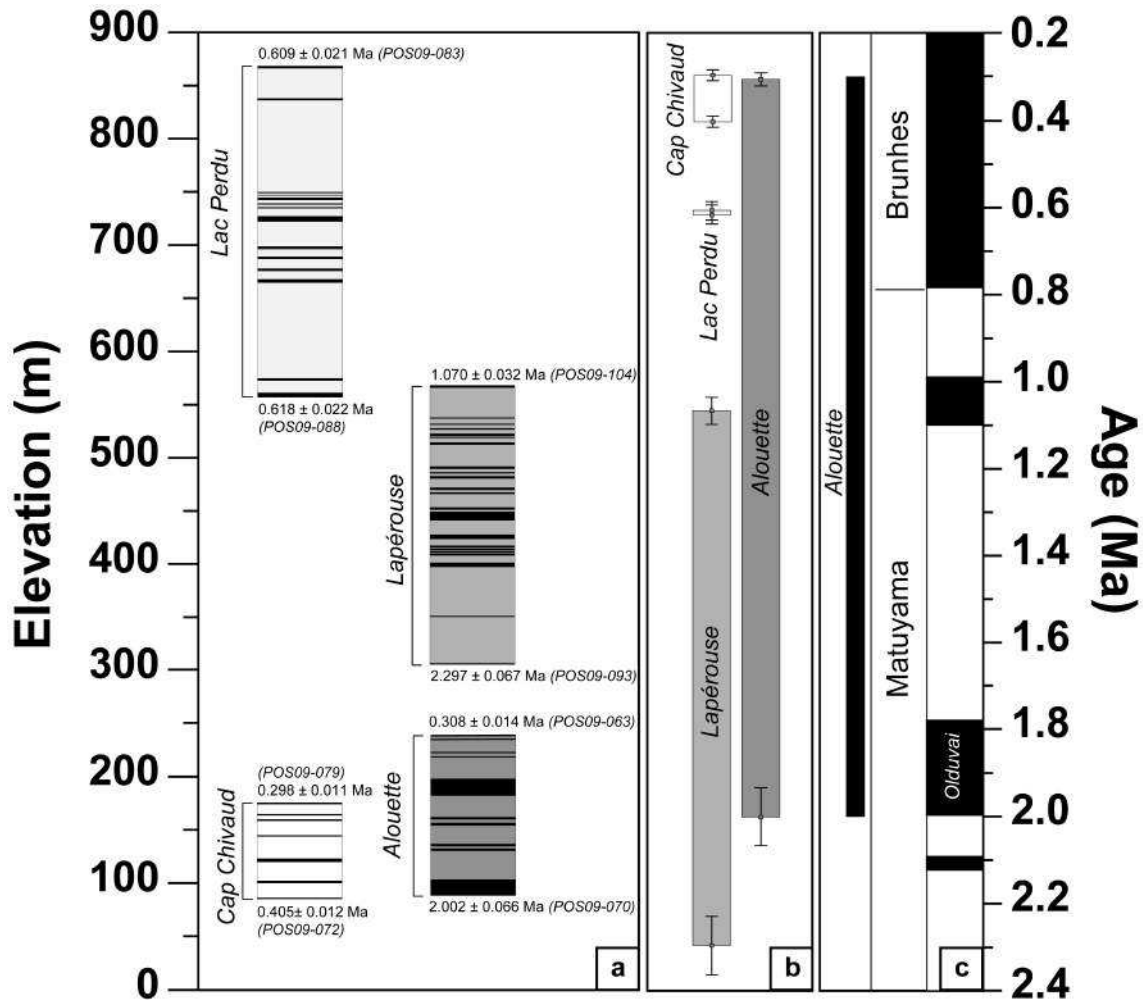 Elevation (m)
900
800
700
600
500
400
300
200
100
0
0.609 ± 0.021 Ma (POS09-083)
Lac Perdu
0.618 ± 0.022 Ma
(POS09-088)
1.070 ± 0.032 Ma (POS09-104)
Lapérouse
2.297 ± 0.067 Ma (POS09-093)
0.308 ± 0.014 Ma (POS09-063)
Alouette
2.002 ± 0.066 Ma (POS09-070)
(POS09-079)
0.298 ± 0.011 Ma
Cap Chivaud
0.405± 0.012 Ma
(POS09-072)
a
Cap Chivaud
Lac Perdu
Lapérouse
Alouette
b
Alouette
Brunhes
Matuyama
Olduvai
c
0.2
0.4
0.6
0.8
1.0
1.2
1.4
1.6
1.8
2.0
2.2
2.4
Age (Ma)